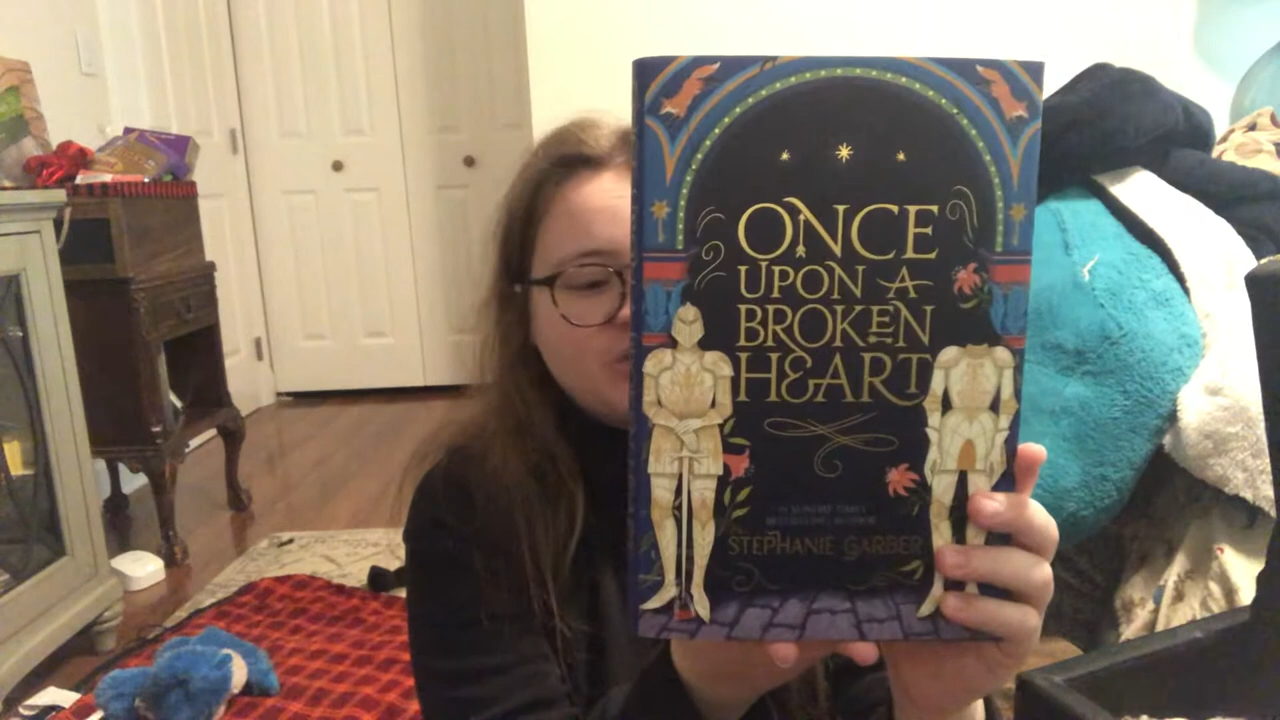 ONCE
UPON A
BROKEN
HEART
STEPHANIE GARBER